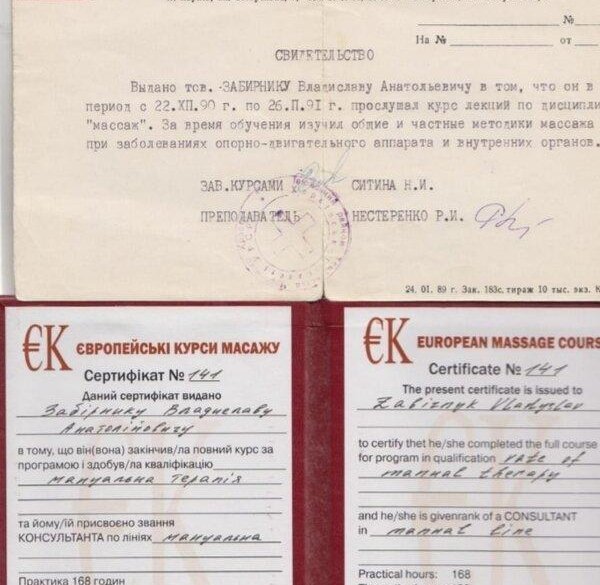 №
На № от
СВИДЕТЕЛЬСТВО
Выдано тов. ЗАБИРНИКУ Владиславу Анатольевичу в том, что он в
период с 22.XП.90 г. по 26.П.91 г. прослушал курс лекций по дисципли
"массаж". За время обучения изучил общие и частные методики массажа
при заболеваниях опорно-двигательного аппарата и внутренних органов.
ЗАВ.КУРСАМИ СИТИНА Н.И.
ПРЕПОДАВАТЕЛЬ НЕСТЕРЕНКО Р.И.
24. 01. 89 г. Зак. 183с. тираж 10 тыс. экз. К
€K ЄВРОПЕЙСЬКІ КУРСИ МАСАЖУ
Сертифікат № 141
Даний сертифікат видано
Забірнику Владиславу
Анатолійовичу
в тому, що він(вона) закінчив/ла повний курс за
програмою і здобув/ла кваліфікацію
мануальна терапія
та йому/їй присвоєно звання
КОНСУЛЬТАНТА по лініях мануальна
Практика 168 годин
€K EUROPEAN MASSAGE COURS
Certificate № 141
The present certificate is issued to
Zabirnyk Vladyslav
to certify thet he/she completed the full course
for program in qualification rate of
manual therapy
and he/she is givenrank of a CONSULTANT
in manual line
Practical hours: 168